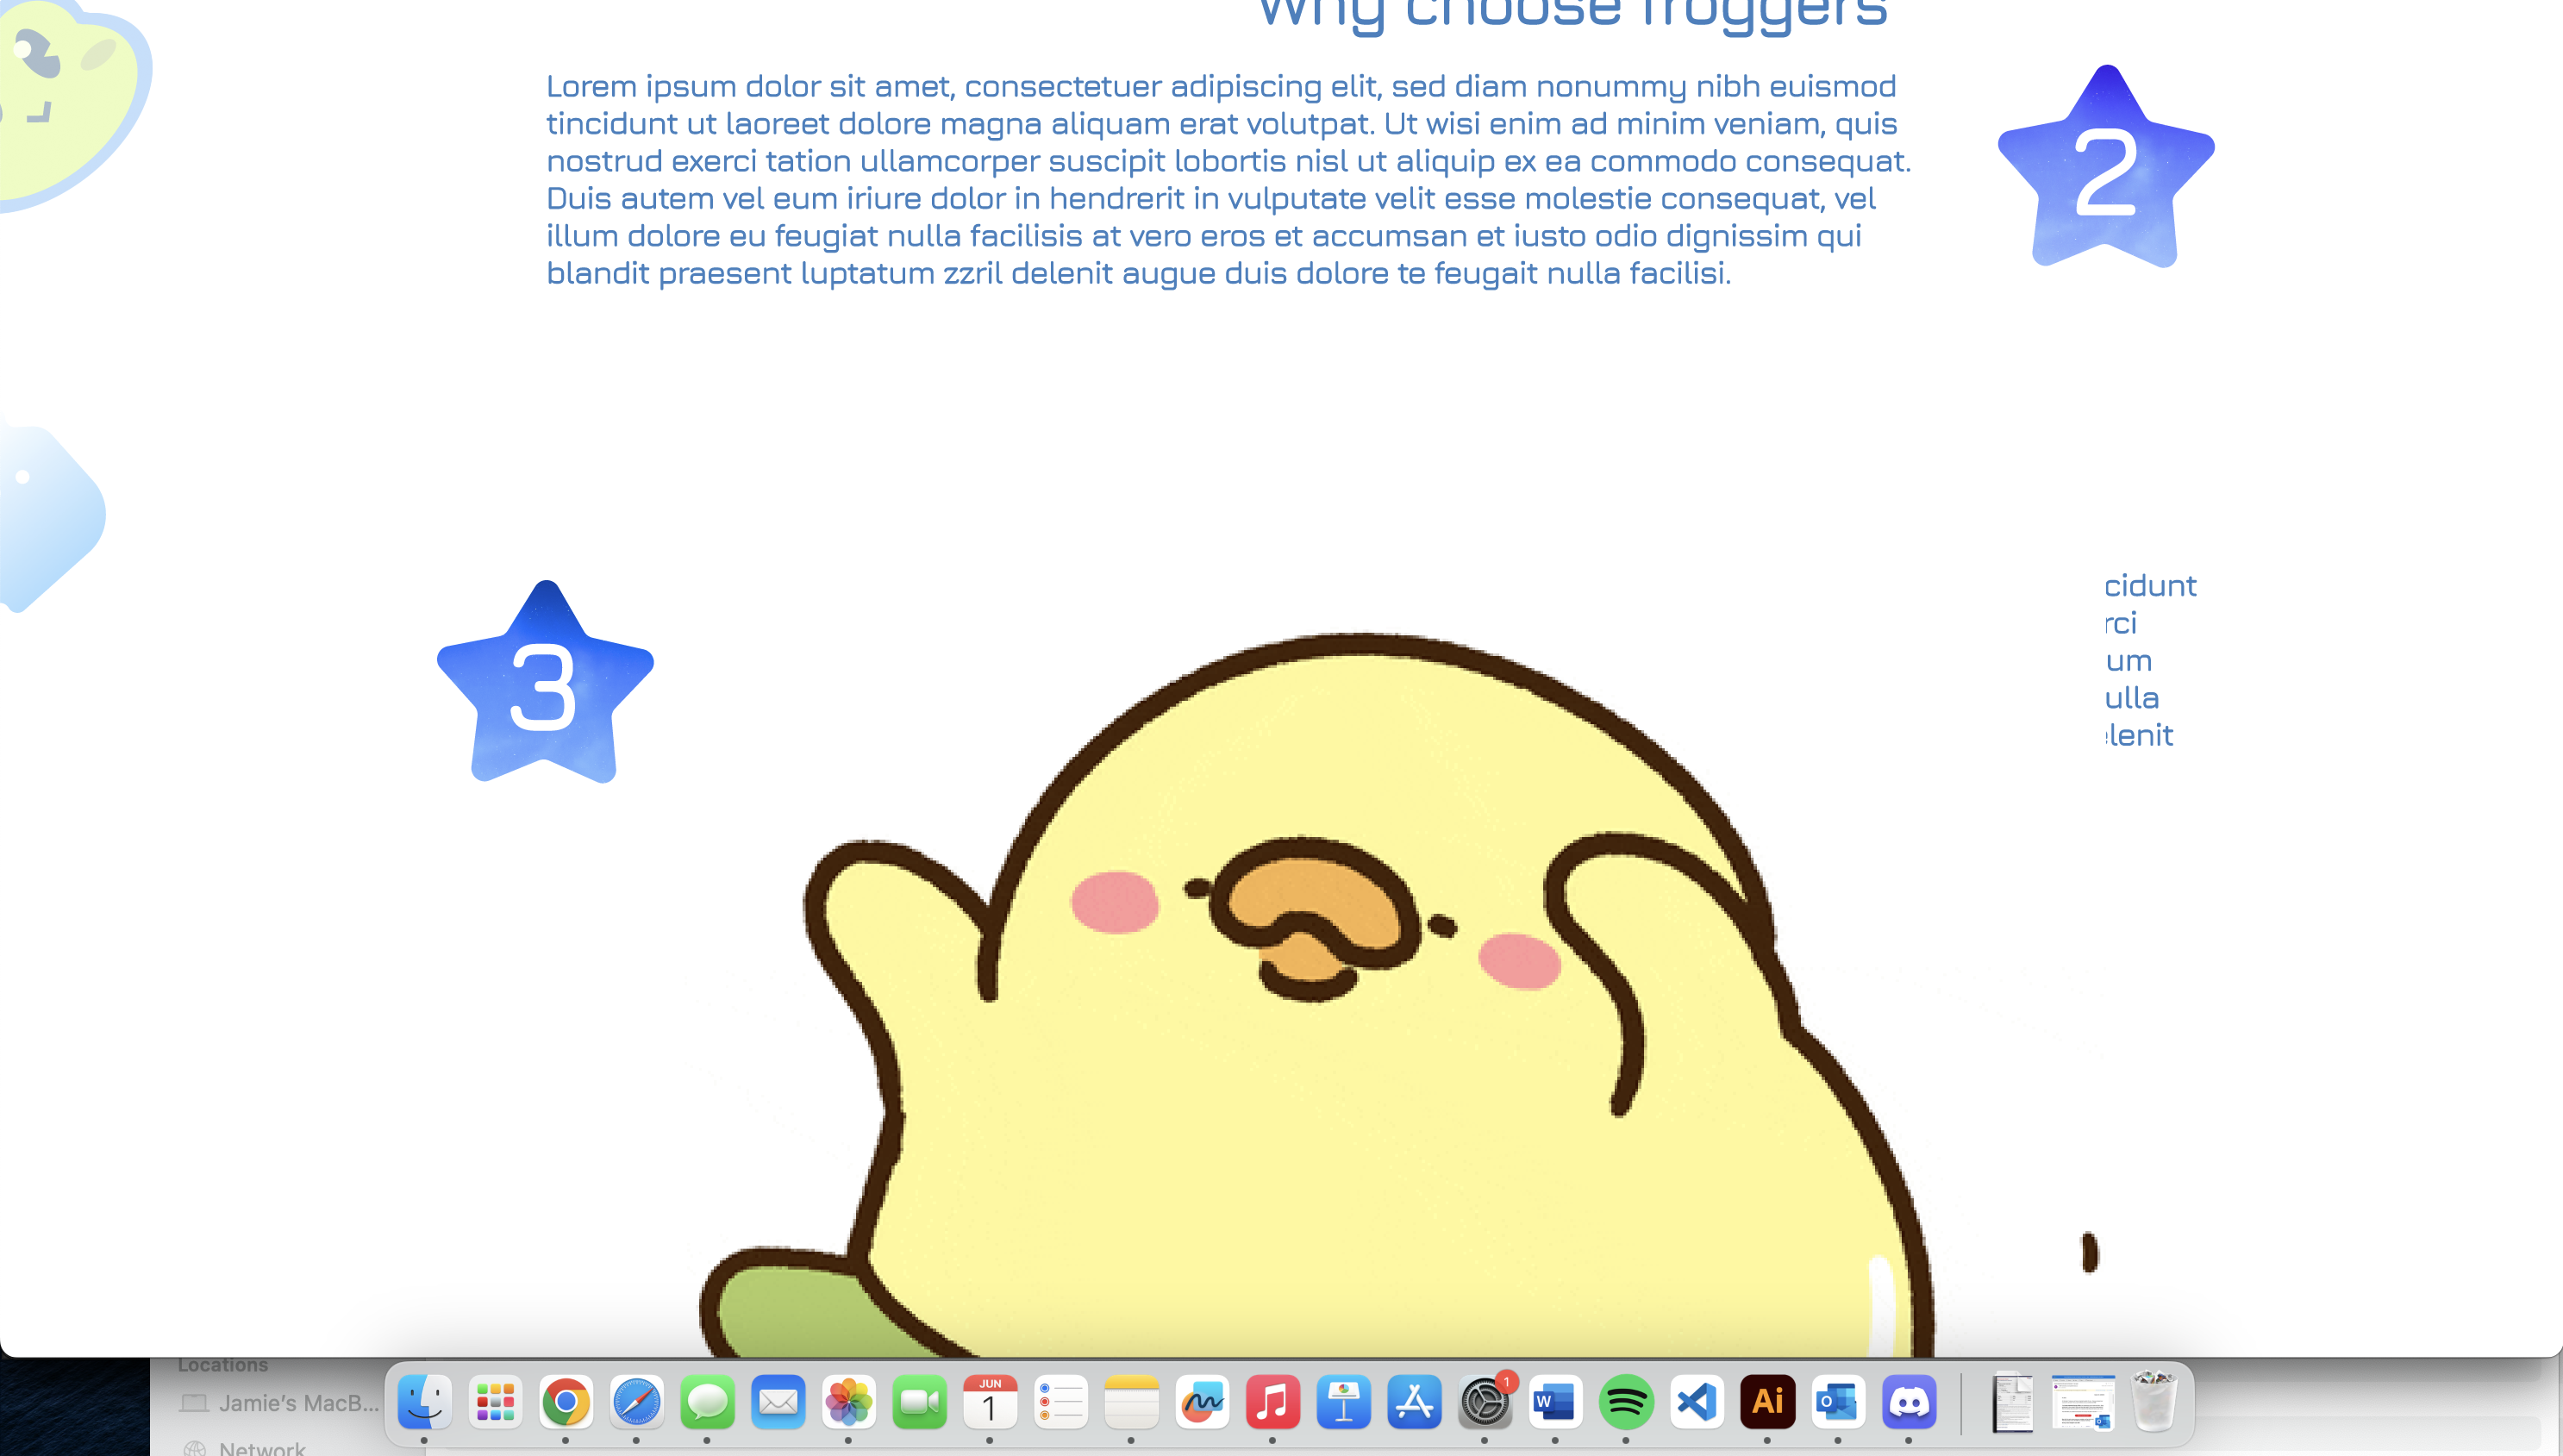 Why choose froggers
Lorem ipsum dolor sit amet, consectetuer adipiscing elit, sed diam nonummy nibh euismod
tincidunt ut laoreet dolore magna aliquam erat volutpat. Ut wisi enim ad minim veniam, quis
nostrud exerci tation ullamcorper suscipit lobortis nisl ut aliquip ex ea commodo consequat.
Duis autem vel eum iriure dolor in hendrerit in vulputate velit esse molestie consequat, vel
illum dolore eu feugiat nulla facilisis at vero eros et accumsan et iusto odio dignissim qui
blandit praesent luptatum zzril delenit augue duis dolore te feugait nulla facilisi.
2
3
cidunt
rci
um
ulla
elenit
Locations
Jamie's MacB...
Network
JUN
1
1
W
Ai
O